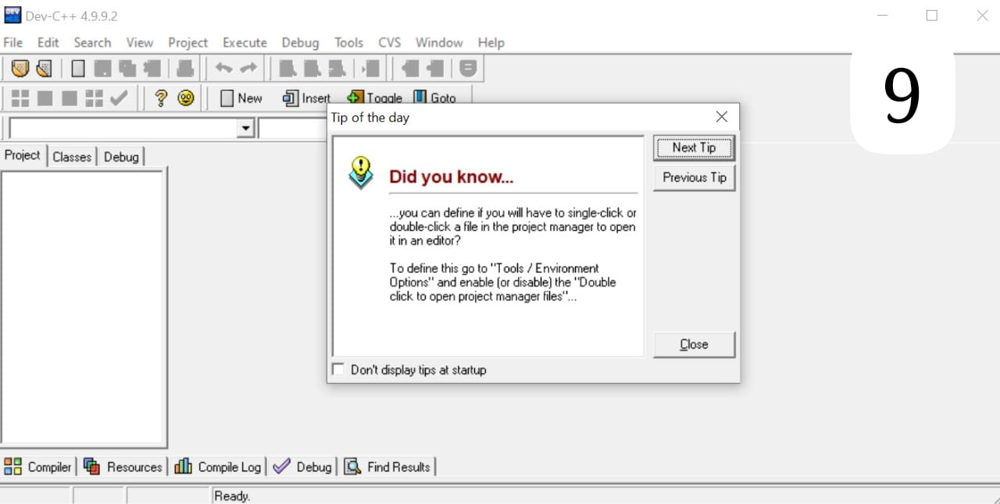 Dev-C++ 4.9.9.2
File Edit Search View Project Execute Debug Tools CVS Window Help
9
New Insert Toggle Goto
Tip of the day
Project Classes Debug
Next Tip
Did you know...
Previous Tip
...you can define if you will have to single-click or
double-click a file in the project manager to open
it in an editor?
To define this go to "Tools / Environment
Options" and enable (or disable) the "Double
click to open project manager files"...
Close
Don't display tips at startup
Compiler Resources Compile Log Debug Find Results
Ready.